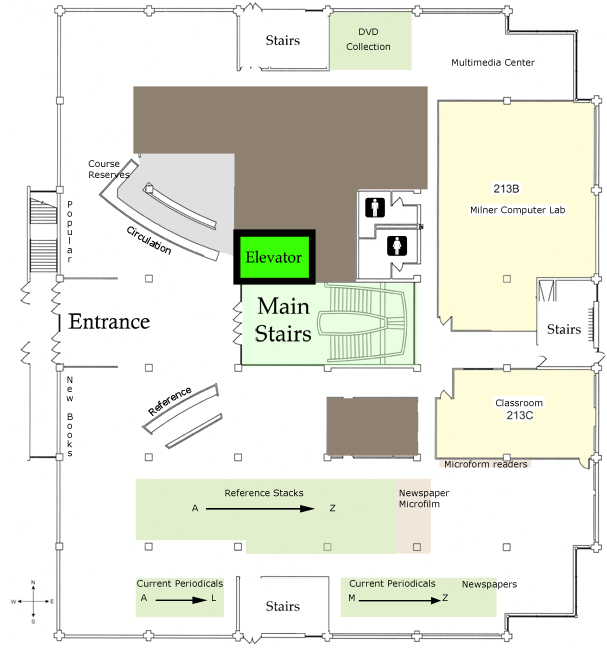 Stairs
DVD
Collection
Multimedia Center
Course
Reserves
213B
Milner Computer Lab
Popular
Circulation
Elevator
Main
Stairs
Entrance
Stairs
New Books
Reference
Classroom
213C
Microform readers
Reference Stacks
A Z
Newspaper
Microfilm
Current Periodicals
A L
Stairs
Current Periodicals
M Z
Newspapers
N
W E
S